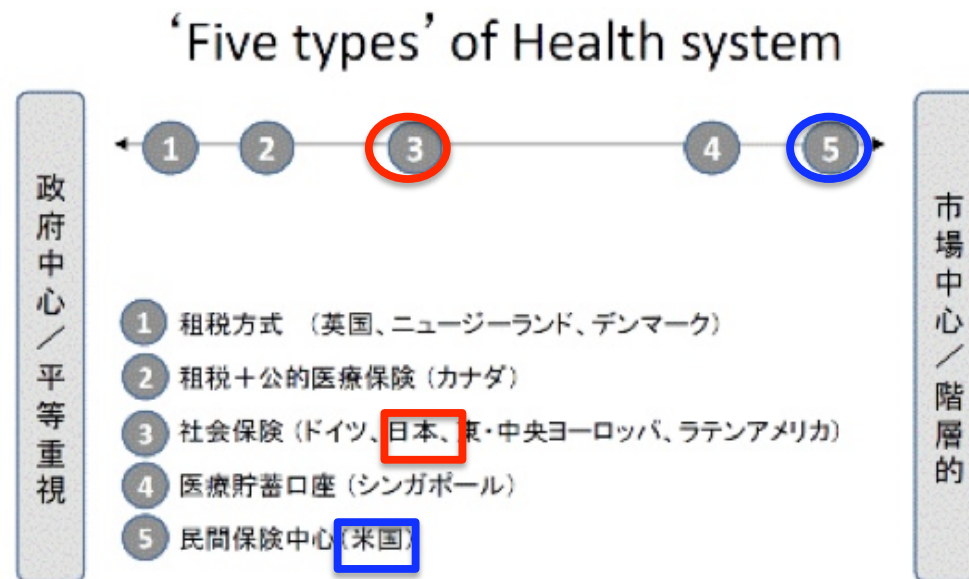 ‘Five types’ of Health system
政府中心／平等重視
1 2 3 4 5
市場中心／階層的
1 租税方式 （英国、ニュージーランド、デンマーク）
2 租税＋公的医療保険（カナダ）
3 社会保険（ドイツ、日本、東・中央ヨーロッパ、ラテンアメリカ）
4 医療貯蓄口座（シンガポール）
5 民間保険中心（米国）